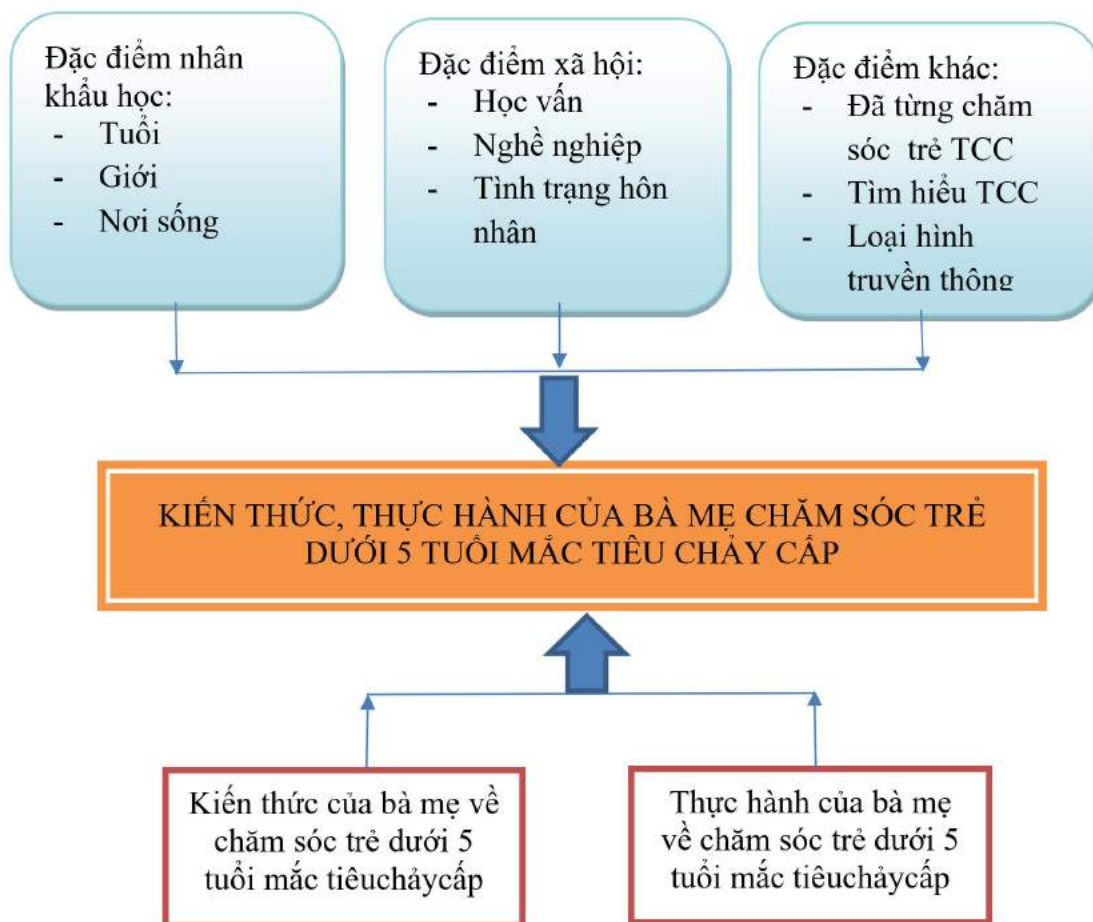 Đặc điểm nhân
khẩu học:
- Tuổi
- Giới
- Nơi sống
Đặc điểm xã hội:
- Học vấn
- Nghề nghiệp
- Tình trạng hôn
nhân
Đặc điểm khác:
- Đã từng chăm
sóc trẻ TCC
- Tìm hiểu TCC
- Loại hình
truyền thông
KIẾN THỨC, THỰC HÀNH CỦA BÀ MẸ CHĂM SÓC TRẺ
DƯỚI 5 TUỔI MẮC TIÊU CHẢY CẤP
Kiến thức của bà mẹ về
chăm sóc trẻ dưới 5
tuổi mắc tiêuchảycấp
Thực hành của bà mẹ
về chăm sóc trẻ dưới 5
tuổi mắc tiêuchảycấp